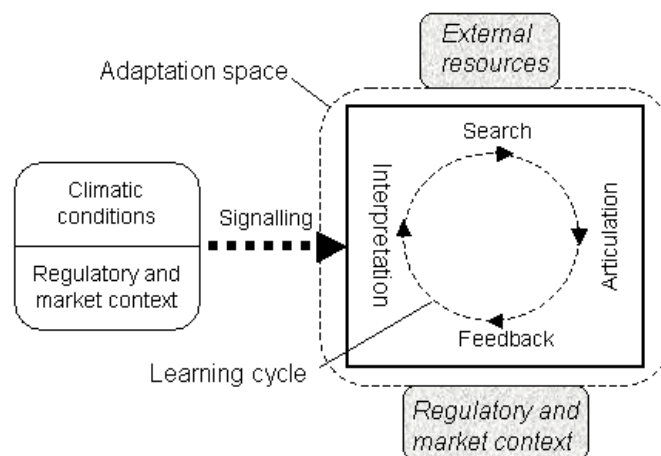 External
resources
Adaptation space
Search
Climatic
conditions
Signalling
Interpretation
Articulation
Regulatory and
market context
Feedback
Learning cycle
Regulatory and
market context